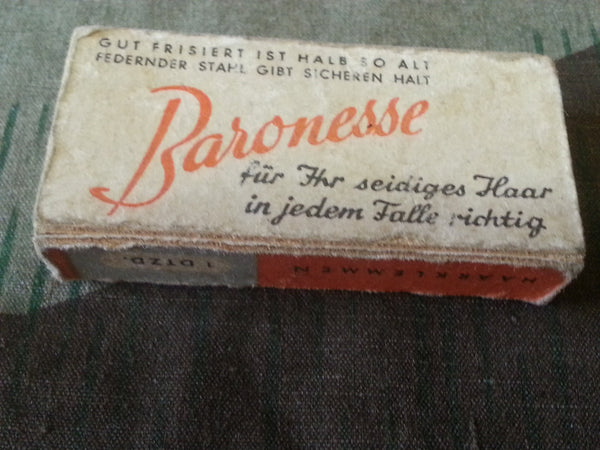 GUT FRISIERT IST HALB SO ALT
FEDERNDER STAHL GIBT SICHEREN HALT
Baronesse
für Ihr seidiges Haar
in jedem Falle richtig
1 DTZD.
HAARKLEMMEN